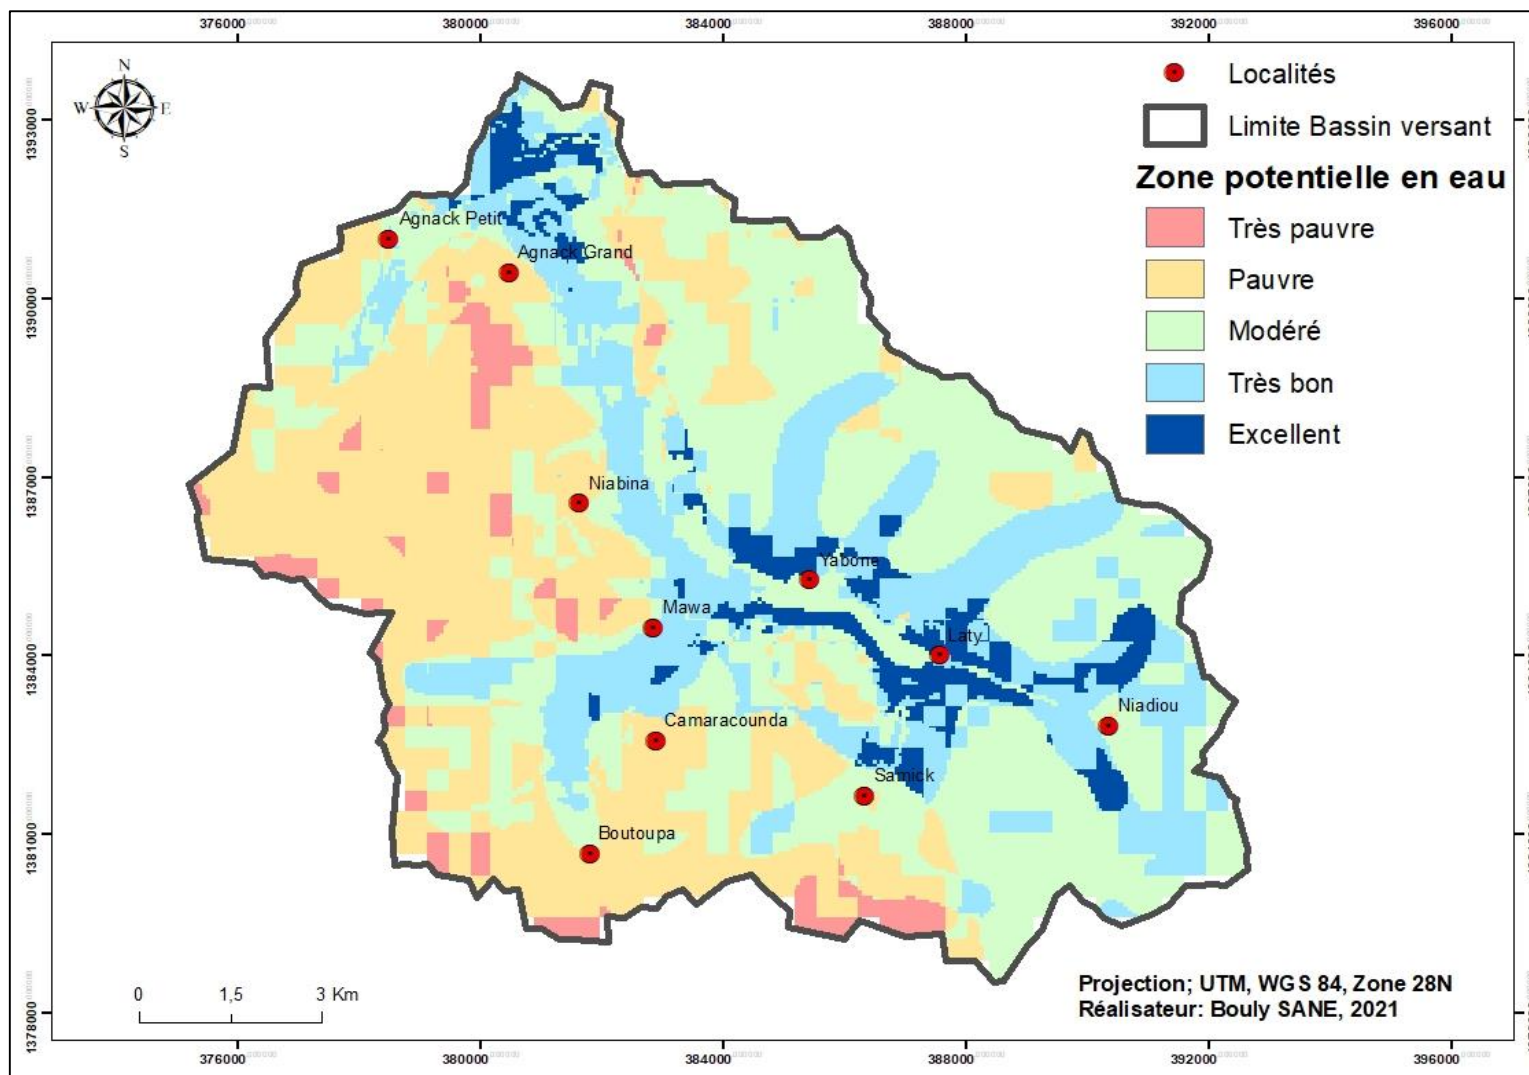 376000 380000 384000 388000 392000 396000
N
W E
S
Localités
Limite Bassin versant
Zone potentielle en eau
Très pauvre
Pauvre
Modéré
Très bon
Excellent
1393000
1390000
1387000
1384000
1381000
1378000
Agnack Petit
Agnack Grand
Niabina
Yabone
Mawa
Laty
Niadiou
Camaracounda
Samick
Boutoupa
0 1,5 3 Km
Projection; UTM, WGS 84, Zone 28N
Réalisateur: Bouly SANE, 2021
376000 380000 384000 388000 392000 396000